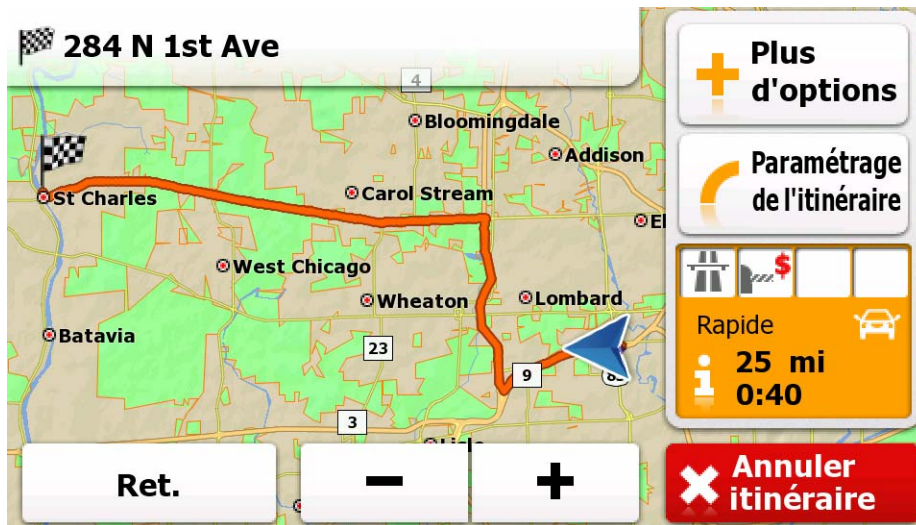 284 N 1st Ave
4
Bloomingdale
Addison
St Charles
Carol Stream
West Chicago
Wheaton
Lombard
Batavia
23
9
3
Ret.
−
+
Plus
d'options
Paramétrage
de l'itinéraire
$
Rapide
25 mi
0:40
Annuler
itinéraire